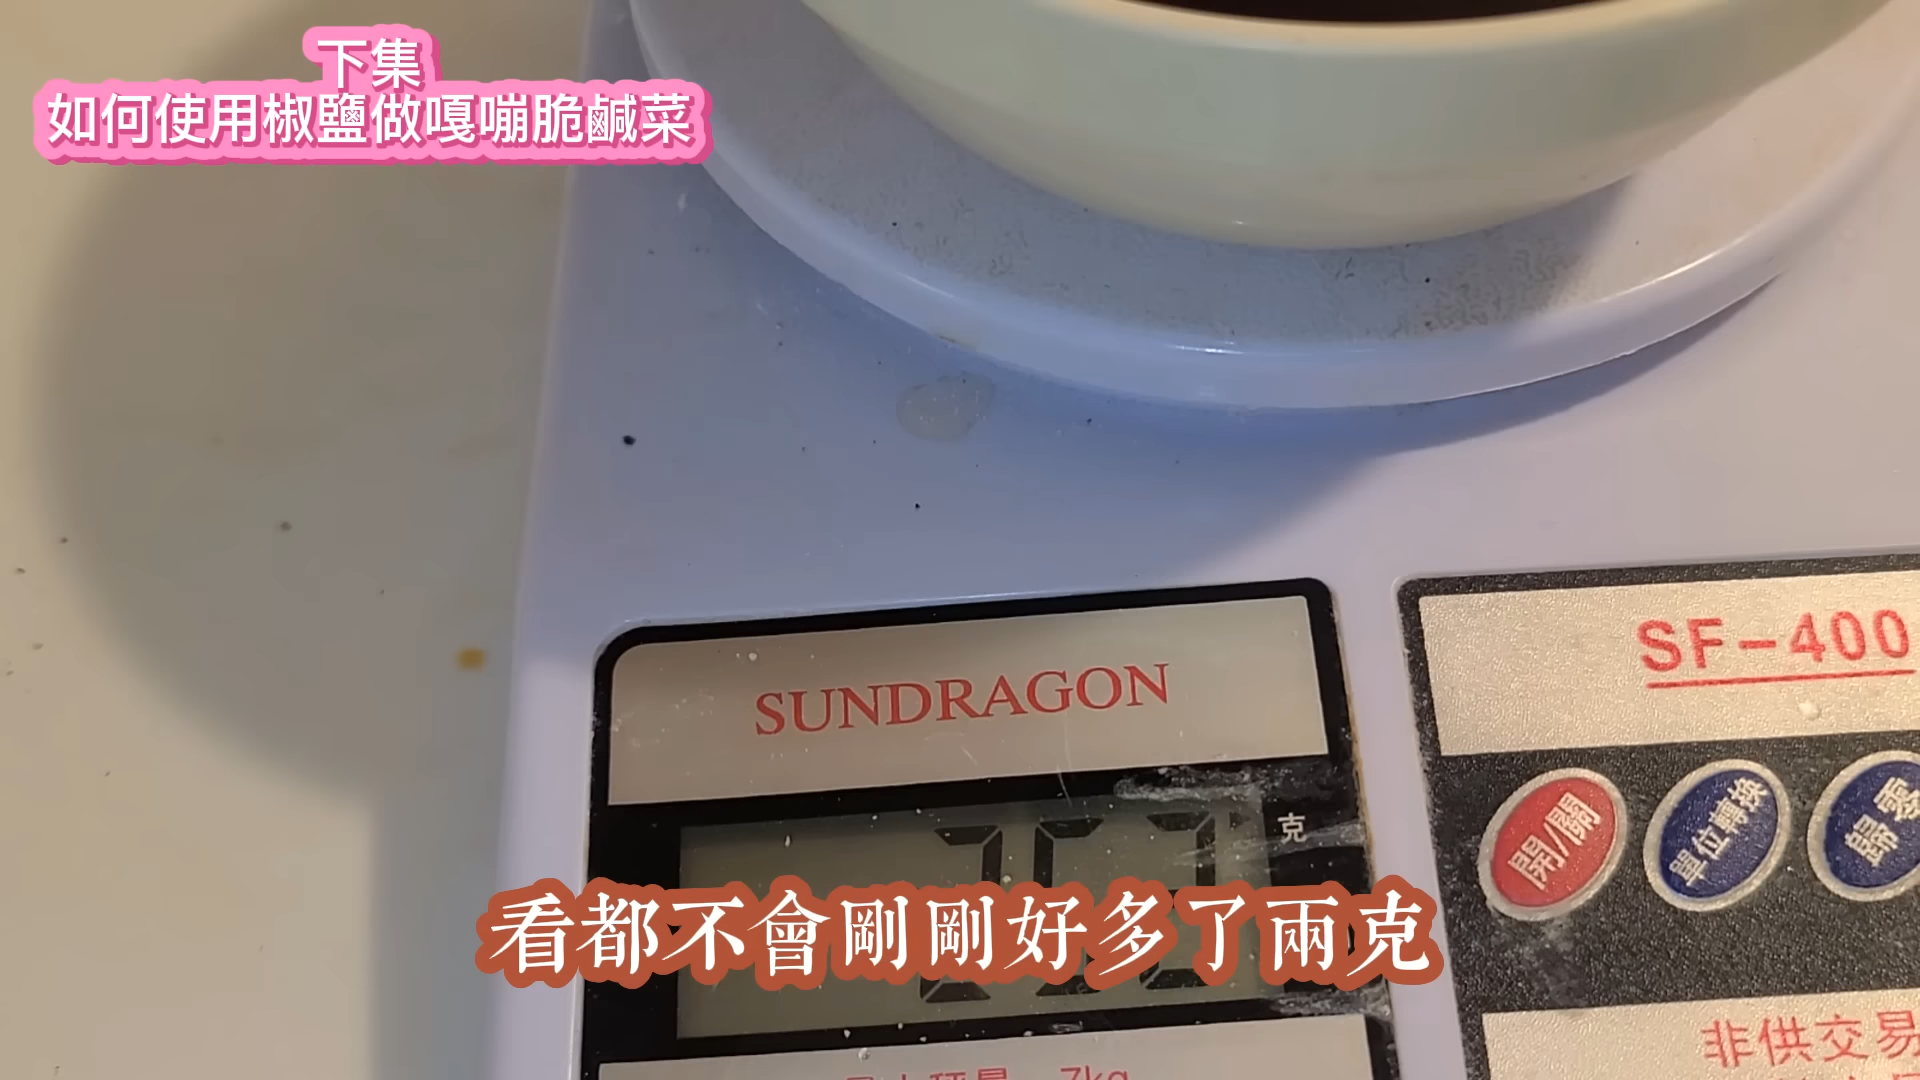 下集
如何使用椒鹽做嘎嘣脆鹹菜
SUNDRAGON
SF-400
克
開/關
單位轉換
歸零
看都不會剛剛好多了兩克
非供交易
7kg